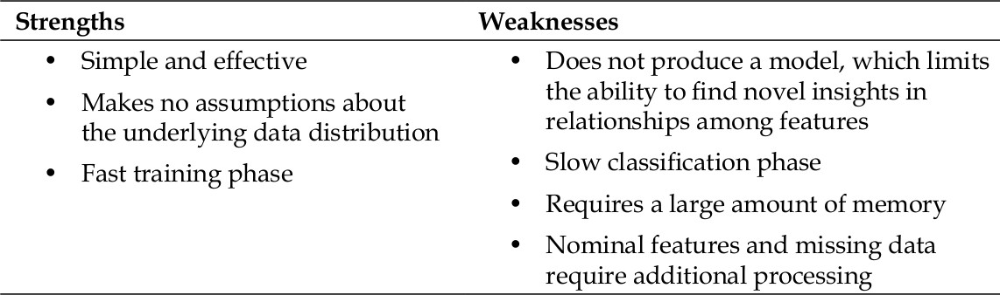 Strengths
• Simple and effective
• Makes no assumptions about
the underlying data distribution
• Fast training phase
Weaknesses
• Does not produce a model, which limits
the ability to find novel insights in
relationships among features
• Slow classification phase
• Requires a large amount of memory
• Nominal features and missing data
require additional processing